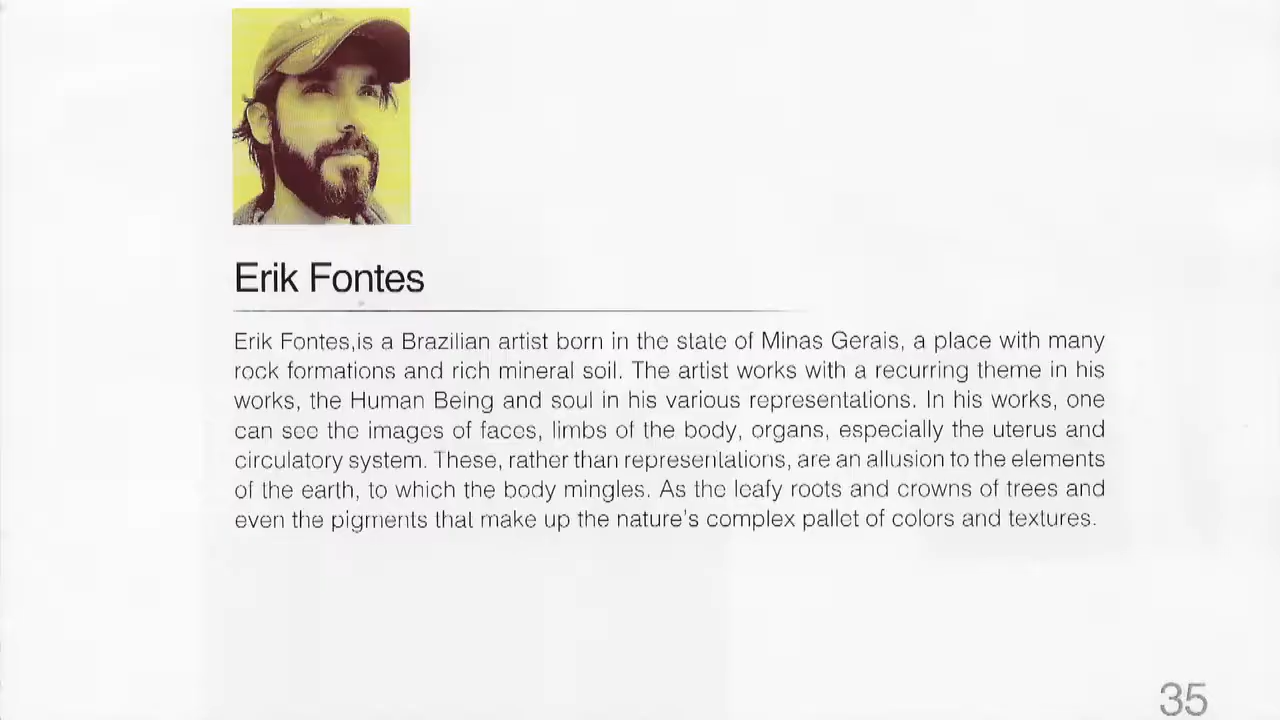 Erik Fontes
Erik Fontes,is a Brazilian artist born in the state of Minas Gerais, a place with many
rock formations and rich mineral soil. The artist works with a recurring theme in his
works, the Human Being and soul in his various representations. In his works, one
can see the images of faces, limbs of the body, organs, especially the uterus and
circulatory system. These, rather than representations, are an allusion to the elements
of the earth, to which the body mingles. As the leafy roots and crowns of trees and
even the pigments that make up the nature's complex pallet of colors and textures.
35